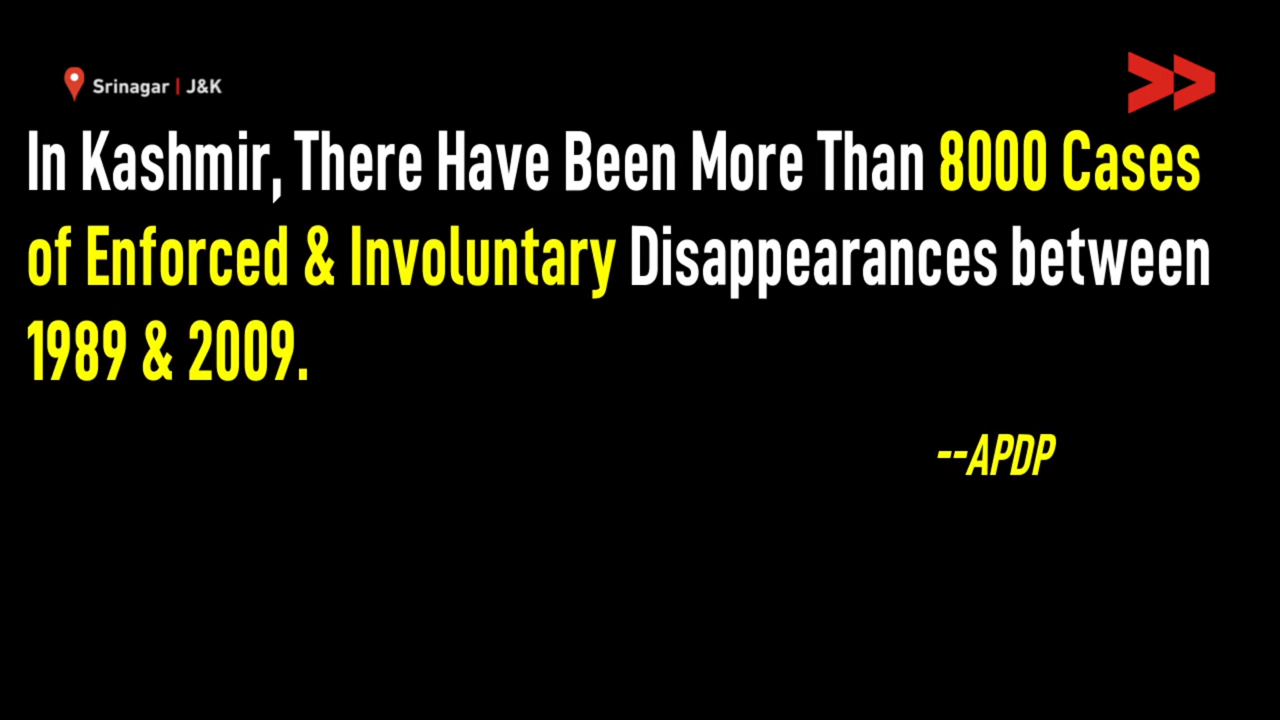 Srinagar | J&K
In Kashmir, There Have Been More Than 8000 Cases
of Enforced & Involuntary Disappearances between
1989 & 2009.
--APDP